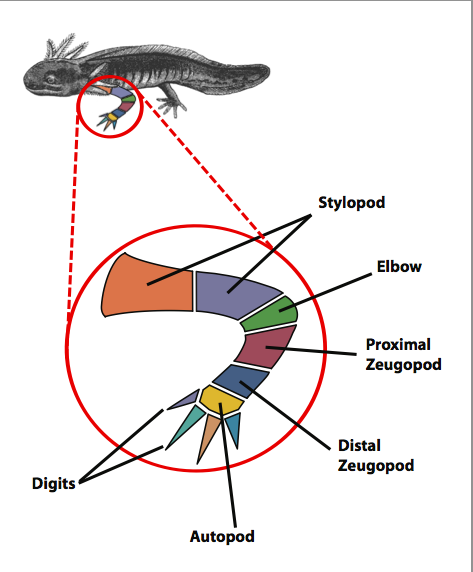 Stylopod
Elbow
Proximal
Zeugopod
Distal
Zeugopod
Digits
Autopod